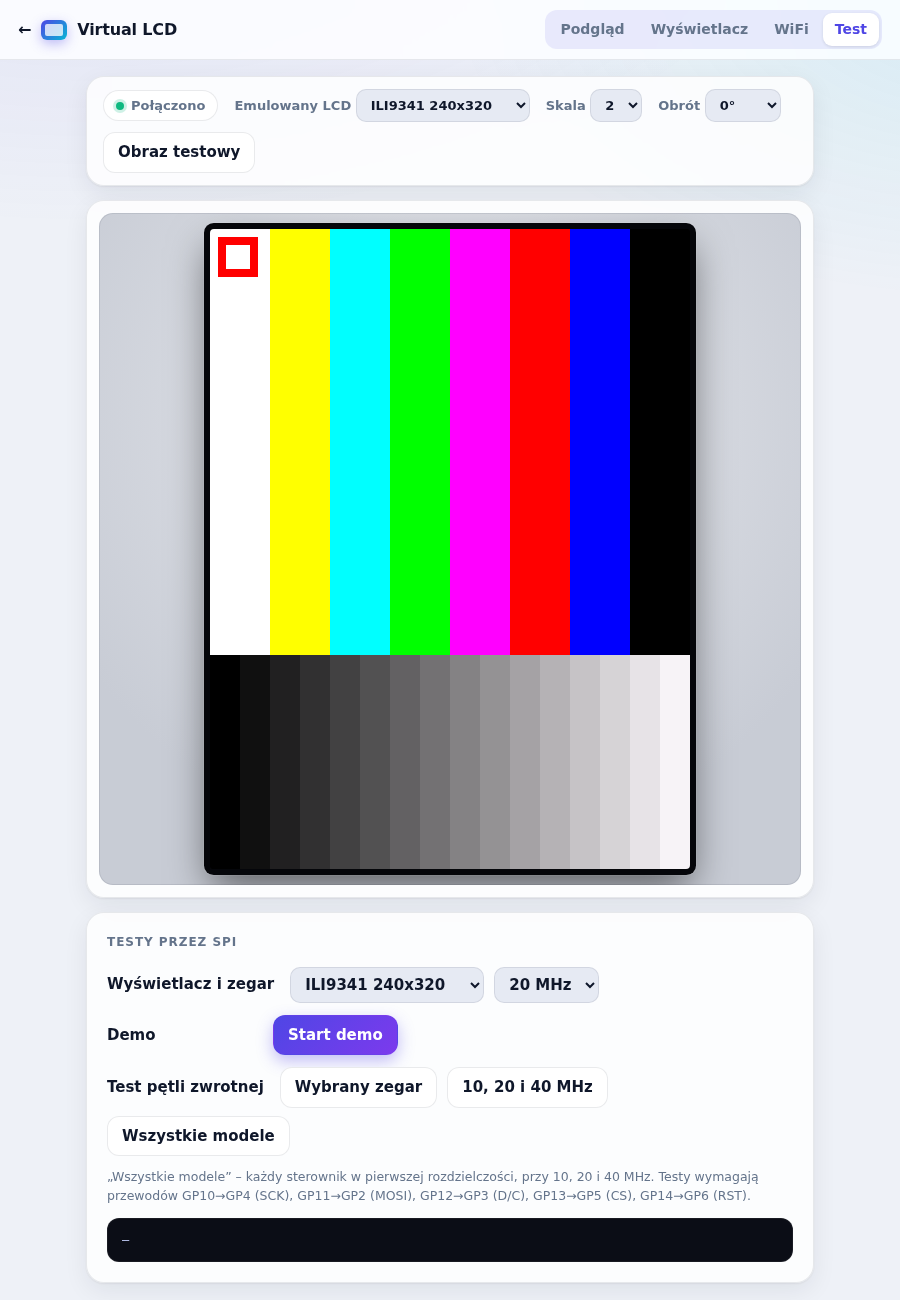 ← Virtual LCD Podgląd Wyświetlacz WiFi Test
Połączono Emulowany LCD ILI9341 240x320 Skala 2 Obrót 0°
Obraz testowy
TESTY PRZEZ SPI
Wyświetlacz i zegar ILI9341 240x320 20 MHz
Demo Start demo
Test pętli zwrotnej Wybrany zegar 10, 20 i 40 MHz
Wszystkie modele
„Wszystkie modele” – każdy sterownik w pierwszej rozdzielczości, przy 10, 20 i 40 MHz. Testy wymagają
przewodów GP10→GP4 (SCK), GP11→GP2 (MOSI), GP12→GP3 (D/C), GP13→GP5 (CS), GP14→GP6 (RST).
–